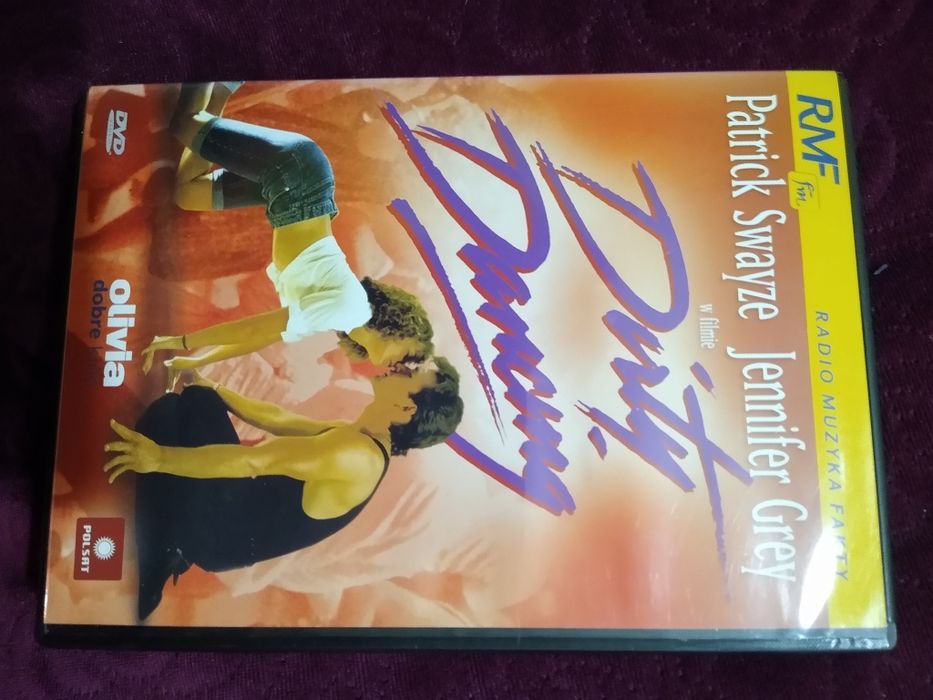 RMF fm
RADIO MUZYKA FAKTY
Patrick Swayze Jennifer Grey
w filmie
Dirty
Dancing
DVD
olivia
dobre
POLSAT